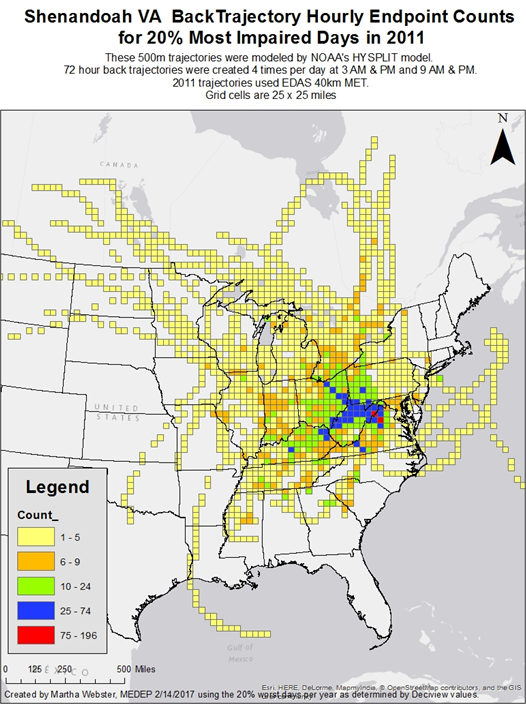 Shenandoah VA BackTrajectory Hourly Endpoint Counts
for 20% Most Impaired Days in 2011
These 500m trajectories were modeled by NOAA's HYSPLIT model.
72 hour back trajectories were created 4 times per day at 3 AM & PM and 9 AM & PM.
2011 trajectories used EDAS 40km MET.
Grid cells are 25 x 25 miles
N
CANADA
UNITED
STATES
Legend
Count_
1 - 5
6 - 9
10 - 24
25 - 74
75 - 196
Gulf of
Mexico
0 125 250 500 Miles
MÉXICO
Esri, HERE, DeLorme, MapmyIndia, © OpenStreetMap contributors, and the GIS
Created by Martha Webster, MEDEP 2/14/2017 using the 20% worst days per year as determined by Deciview values.